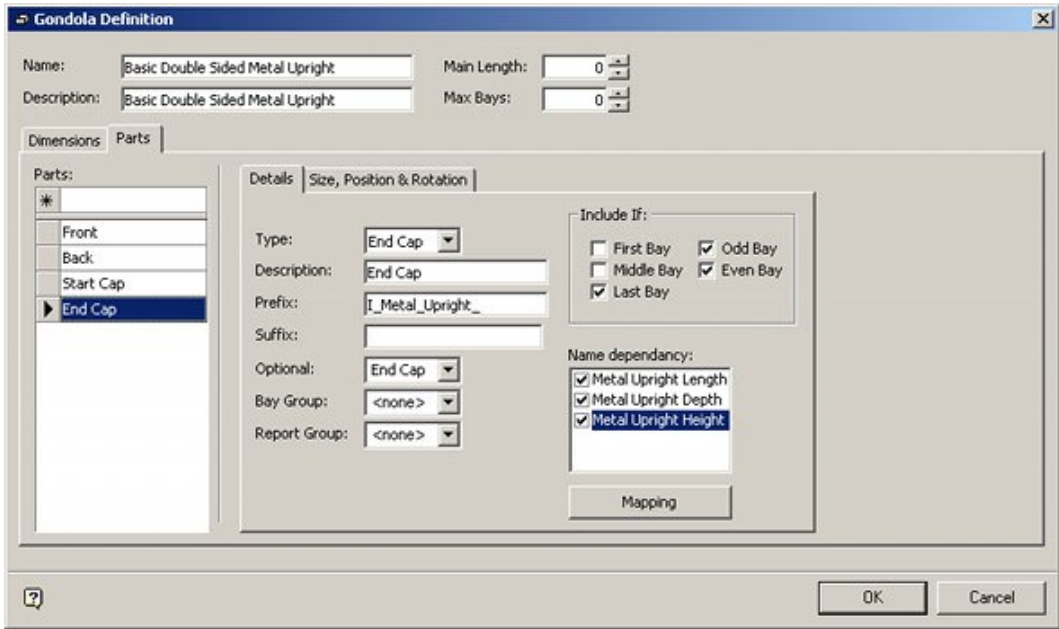 Gondola Definition
Name: Basic Double Sided Metal Upright Main Length: 0
Description: Basic Double Sided Metal Upright Max Bays: 0
Dimensions Parts
Parts:
Front
Back
Start Cap
End Cap
Details Size, Position & Rotation
Type: End Cap
Description: End Cap
Prefix: I_Metal_Upright_
Suffix:
Optional: End Cap
Bay Group: <none>
Report Group: <none>
Include If:
First Bay Odd Bay
Middle Bay Even Bay
Last Bay
Name dependancy:
Metal Upright Length
Metal Upright Depth
Metal Upright Height
Mapping
OK Cancel